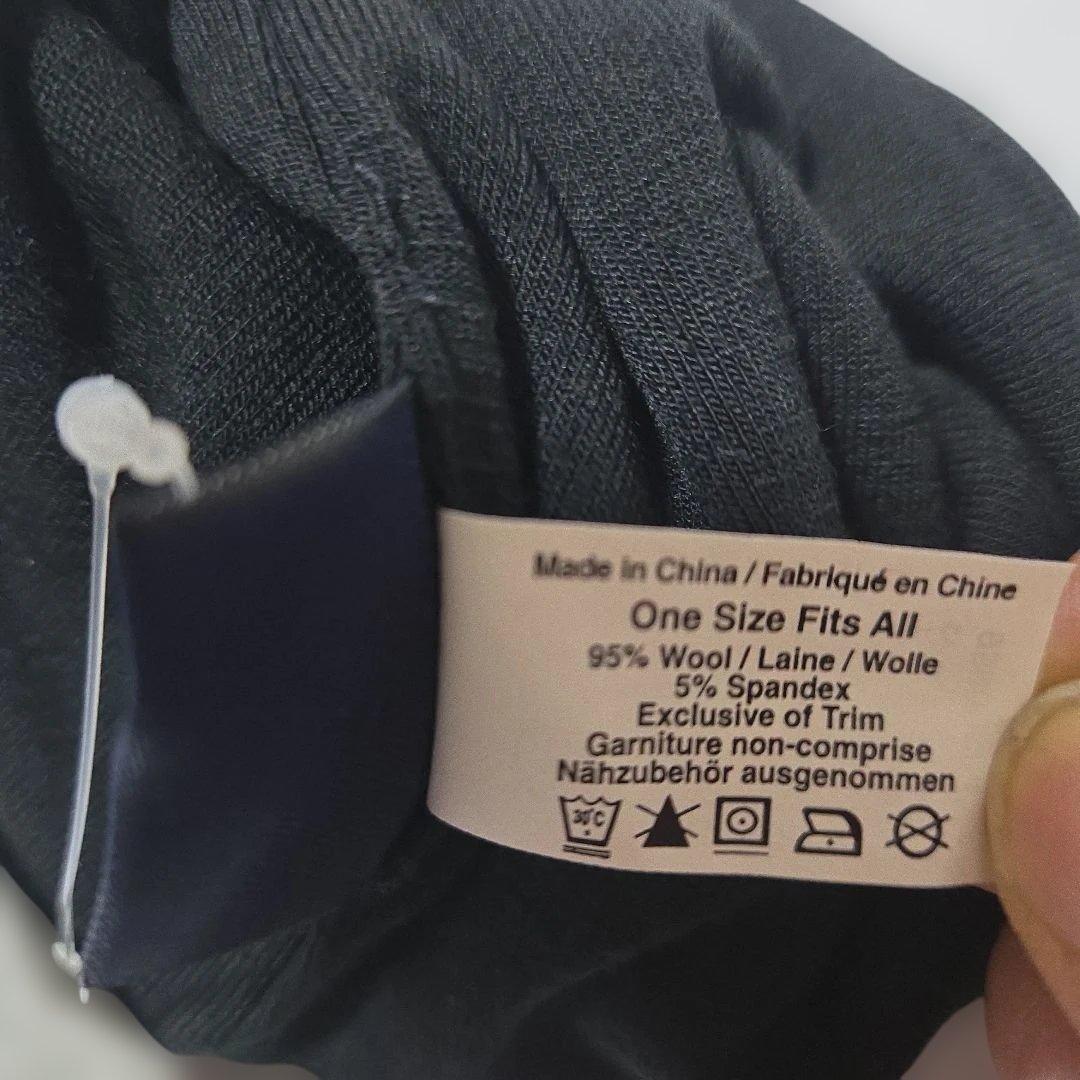 Made in China / Fabriqué en Chine
One Size Fits All
95% Wool / Laine / Wolle
5% Spandex
Exclusive of Trim
Garniture non-comprise
Nähzubehör ausgenommen
30°C